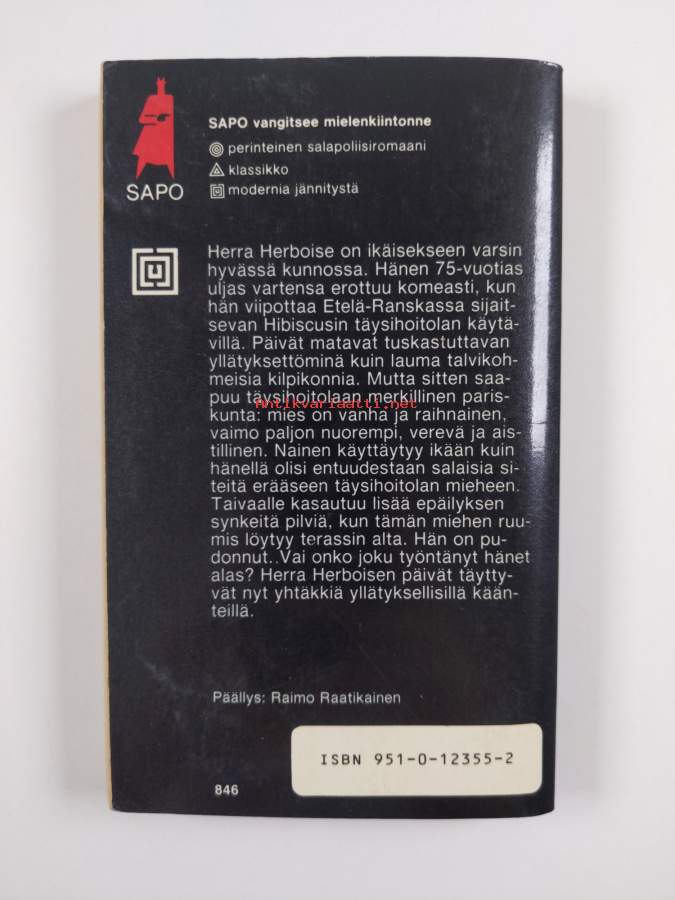 SAPO vangitsee mielenkiintonne
perinteinen salapoliisiromaani
klassikko
modernia jännitystä
SAPO
Herra Herboise on ikäisekseen varsin
hyvässä kunnossa. Hänen 75-vuotias
uljas vartensa erottuu komeasti, kun
hän viipottaa Etelä-Ranskassa sijait-
sevan Hibiscusin täysihoitolan käytä-
villä. Päivät matavat tuskastuttavan
yllätyksettöminä kuin lauma talvikoh-
meisia kilpikonnia. Mutta sitten saa-
puu täysihoitolaan merkillinen paris-
Antikvariaatti.net
kunta: mies on vanha ja raihnainen,
vaimo paljon nuorempi, verevä ja ais-
tillinen. Nainen käyttäytyy ikään kuin
hänellä olisi entuudestaan salaisia si-
teitä erääseen täysihoitolan mieheen.
Taivaalle kasautuu lisää epäilyksen
synkeitä pilviä, kun tämän miehen ruu-
mis löytyy terassin alta. Hän on pu-
donnut..Vai onko joku työntänyt hänet
alas? Herra Herboisen päivät täytty-
vät nyt yhtäkkiä yllätyksellisillä kään-
teillä.
Päällys: Raimo Raatikainen
ISBN 951-0-12355-2
846